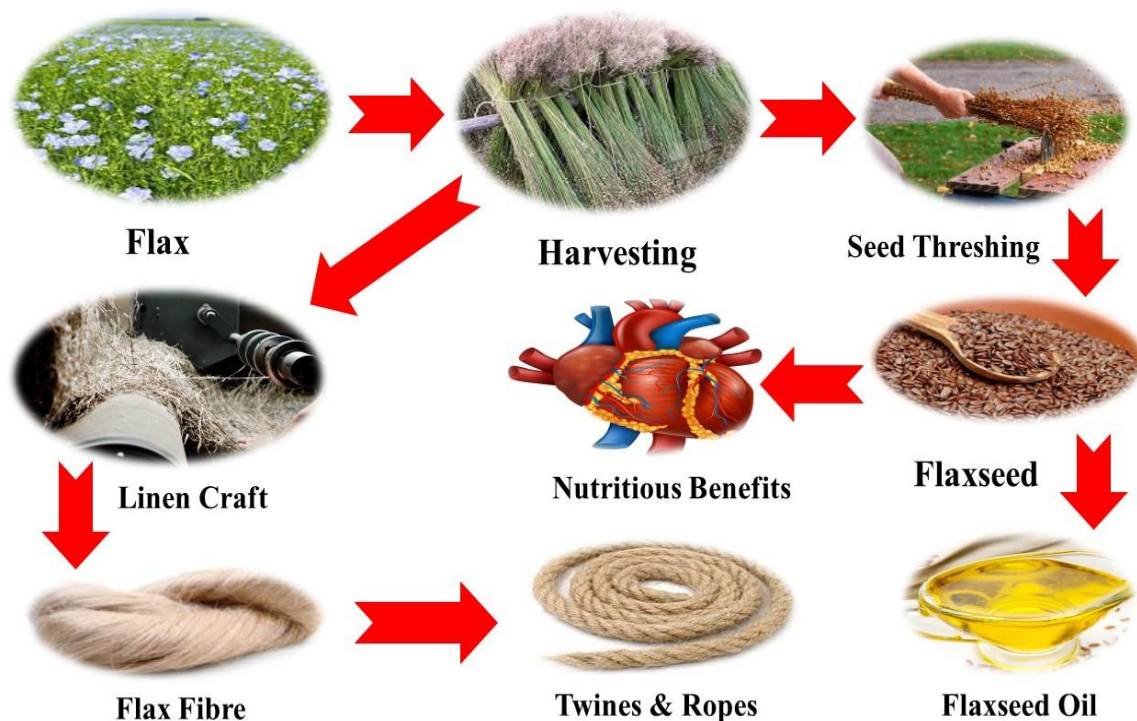 Flax
Harvesting
Seed Threshing
Linen Craft
Nutritious Benefits
Flaxseed
Flax Fibre
Twines & Ropes
Flaxseed Oil